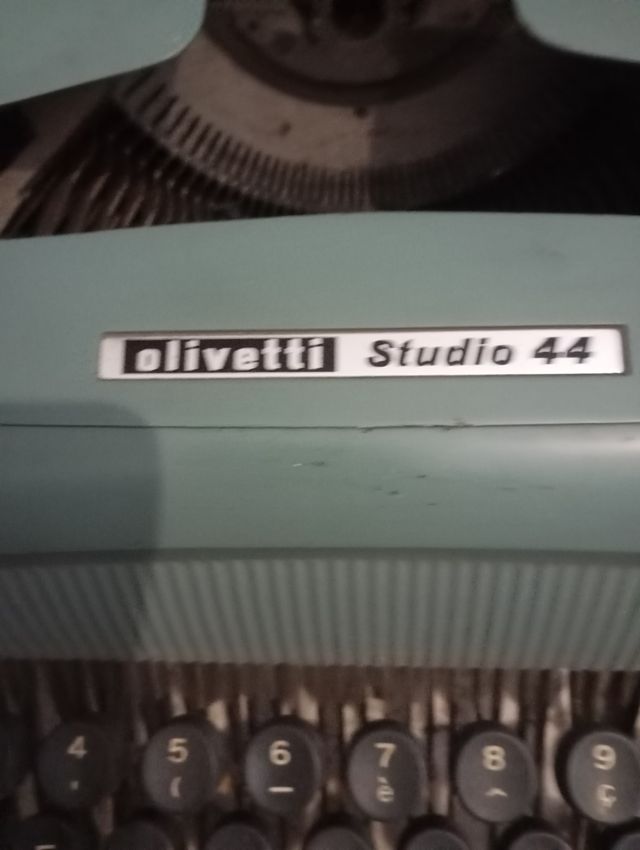 olivetti Studio 44
4 5 6 7 8 9
' ( _ è ^ ç